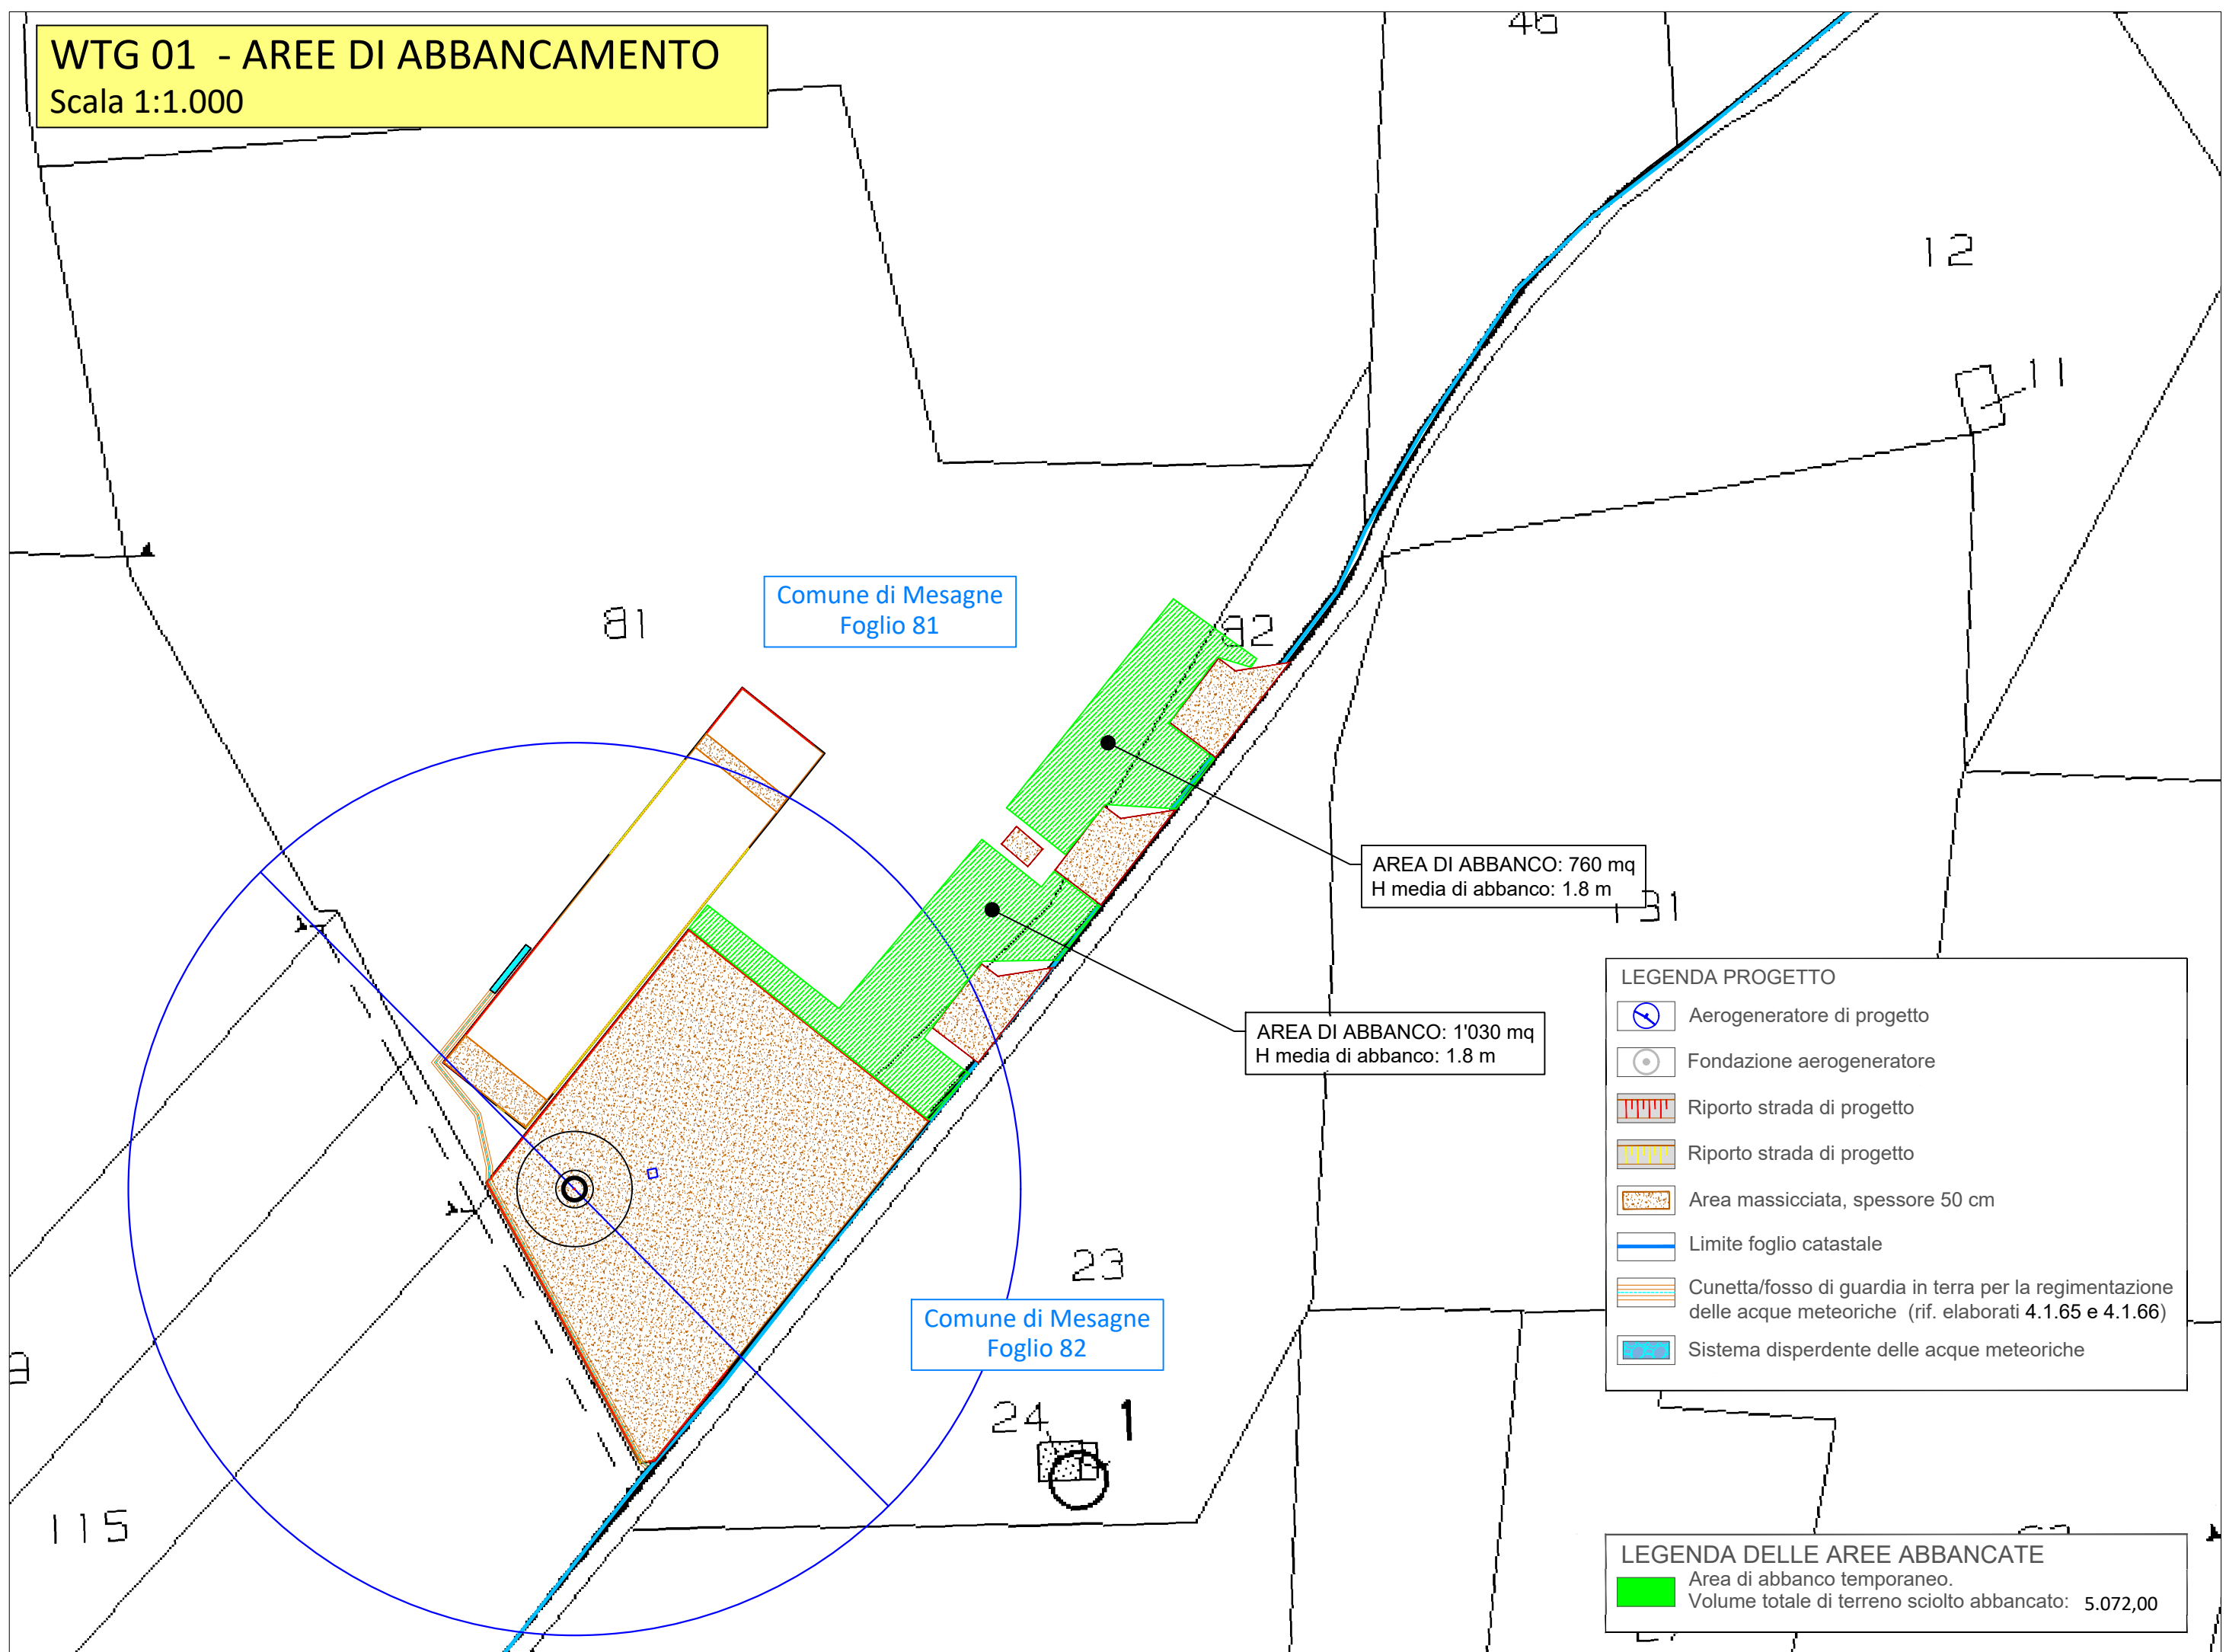 WTG 01 - AREE DI ABBANCAMENTO
Scala 1:1.000
46
12
11
81
Comune di Mesagne
Foglio 81
92
AREA DI ABBANCO: 760 mq
H media di abbanco: 1.8 m
131
AREA DI ABBANCO: 1'030 mq
H media di abbanco: 1.8 m
LEGENDA PROGETTO
Aerogeneratore di progetto
Fondazione aerogeneratore
Riporto strada di progetto
Riporto strada di progetto
Area massicciata, spessore 50 cm
Limite foglio catastale
Cunetta/fosso di guardia in terra per la regimentazione
delle acque meteoriche (rif. elaborati 4.1.65 e 4.1.66)
Sistema disperdente delle acque meteoriche
23
Comune di Mesagne
Foglio 82
24
1
115
LEGENDA DELLE AREE ABBANCATE
Area di abbanco temporaneo.
Volume totale di terreno sciolto abbancato: 5.072,00